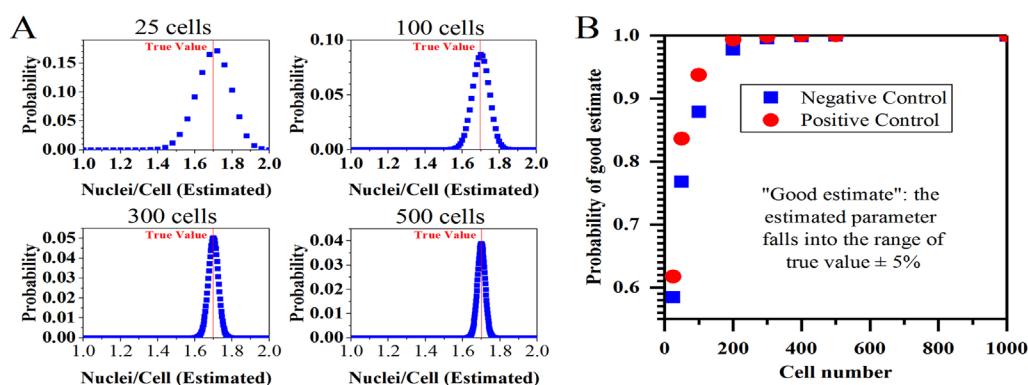 A
25 cells
True Value
0.15
0.10
0.05
0.00
Probability
1.0 1.2 1.4 1.6 1.8 2.0
Nuclei/Cell (Estimated)
100 cells
True Value
0.10
0.05
0.00
Probability
1.0 1.2 1.4 1.6 1.8 2.0
Nuclei/Cell (Estimated)
300 cells
True Value
0.05
0.04
0.03
0.02
0.01
0.00
Probability
1.0 1.2 1.4 1.6 1.8 2.0
Nuclei/Cell (Estimated)
500 cells
True Value
0.04
0.03
0.02
0.01
0.00
Probability
1.0 1.2 1.4 1.6 1.8 2.0
Nuclei/Cell (Estimated)
B
1.0
0.9
0.8
0.7
0.6
Probability of good estimate
Negative Control
Positive Control
"Good estimate": the
estimated parameter
falls into the range of
true value ± 5%
0 200 400 600 800 1000
Cell number